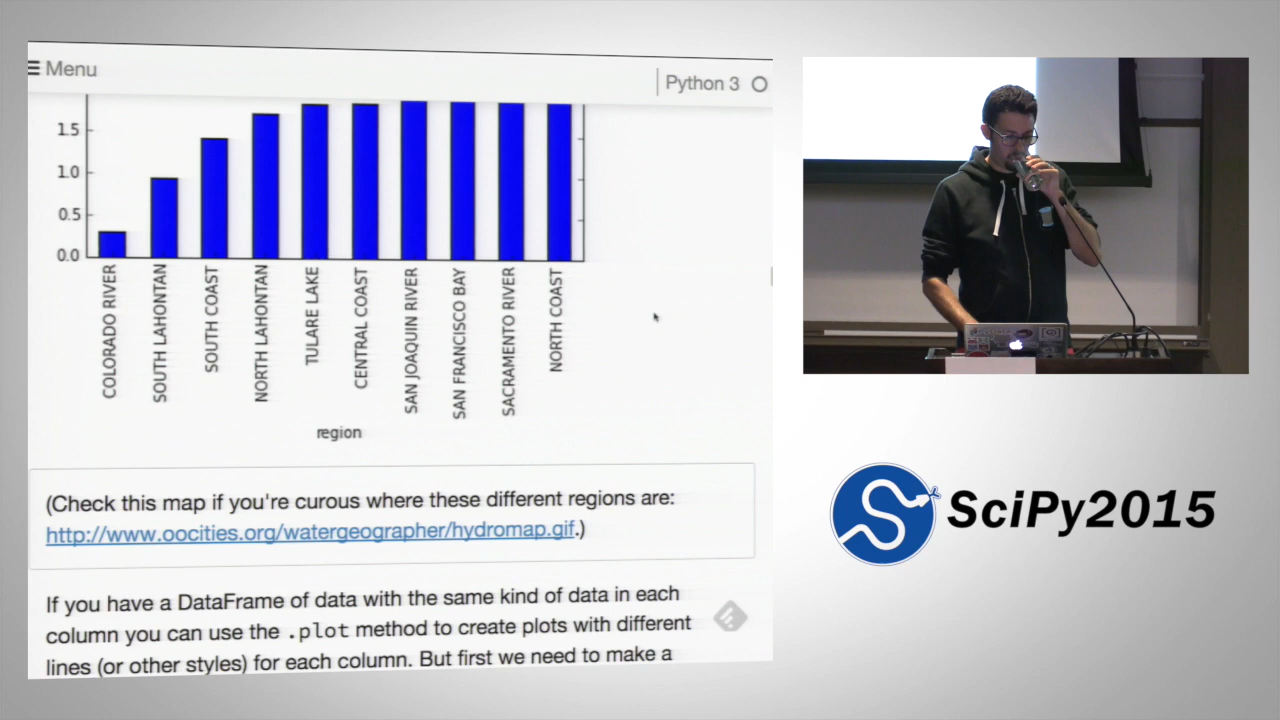 Menu
Python 3
1.5
1.0
0.5
0.0
COLORADO RIVER
SOUTH LAHONTAN
SOUTH COAST
NORTH LAHONTAN
TULARE LAKE
CENTRAL COAST
SAN JOAQUIN RIVER
SAN FRANCISCO BAY
SACRAMENTO RIVER
NORTH COAST
region
(Check this map if you're curous where these different regions are:
http://www.oocities.org/watergeographer/hydromap.gif.)
If you have a DataFrame of data with the same kind of data in each
column you can use the .plot method to create plots with different
lines (or other styles) for each column. But first we need to make a
SciPy2015